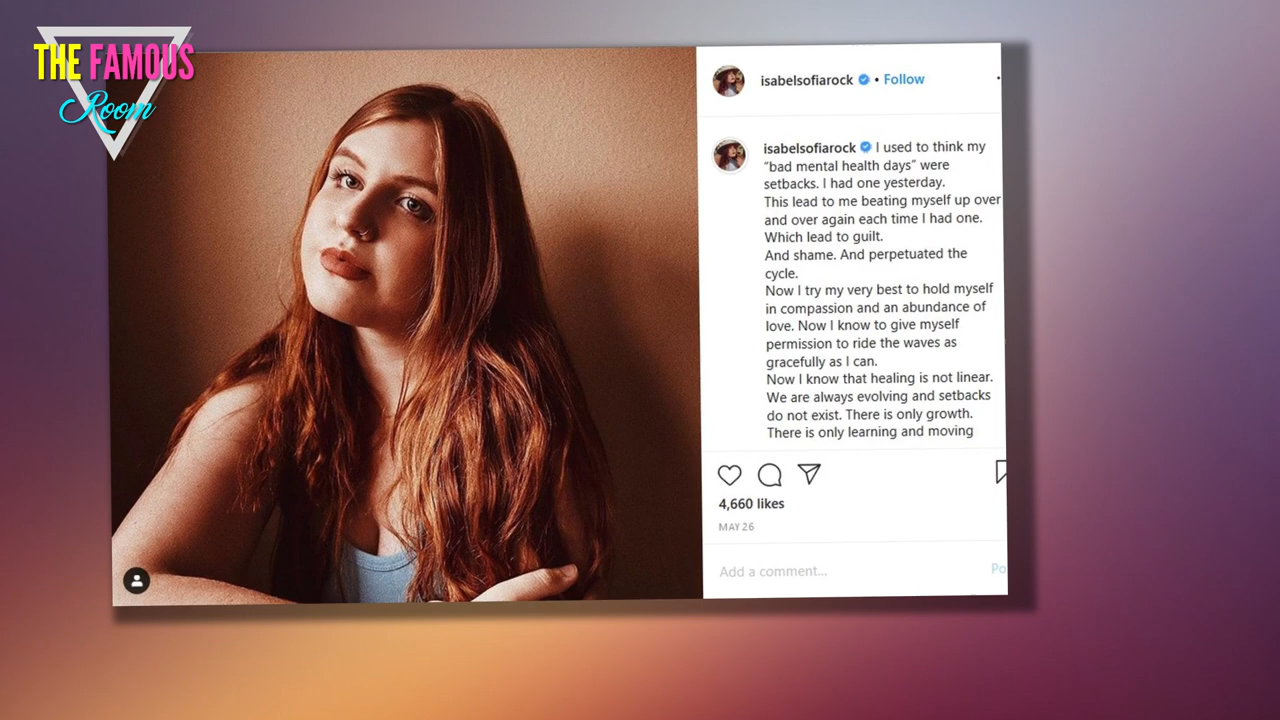 THE FAMOUS
Room
isabelsofiarock • Follow
isabelsofiarock I used to think my
“bad mental health days” were
setbacks. I had one yesterday.
This lead to me beating myself up over
and over again each time I had one.
Which lead to guilt.
And shame. And perpetuated the
cycle.
Now I try my very best to hold myself
in compassion and an abundance of
love. Now I know to give myself
permission to ride the waves as
gracefully as I can.
Now I know that healing is not linear.
We are always evolving and setbacks
do not exist. There is only growth.
There is only learning and moving
4,660 likes
MAY 26
Add a comment...
Po